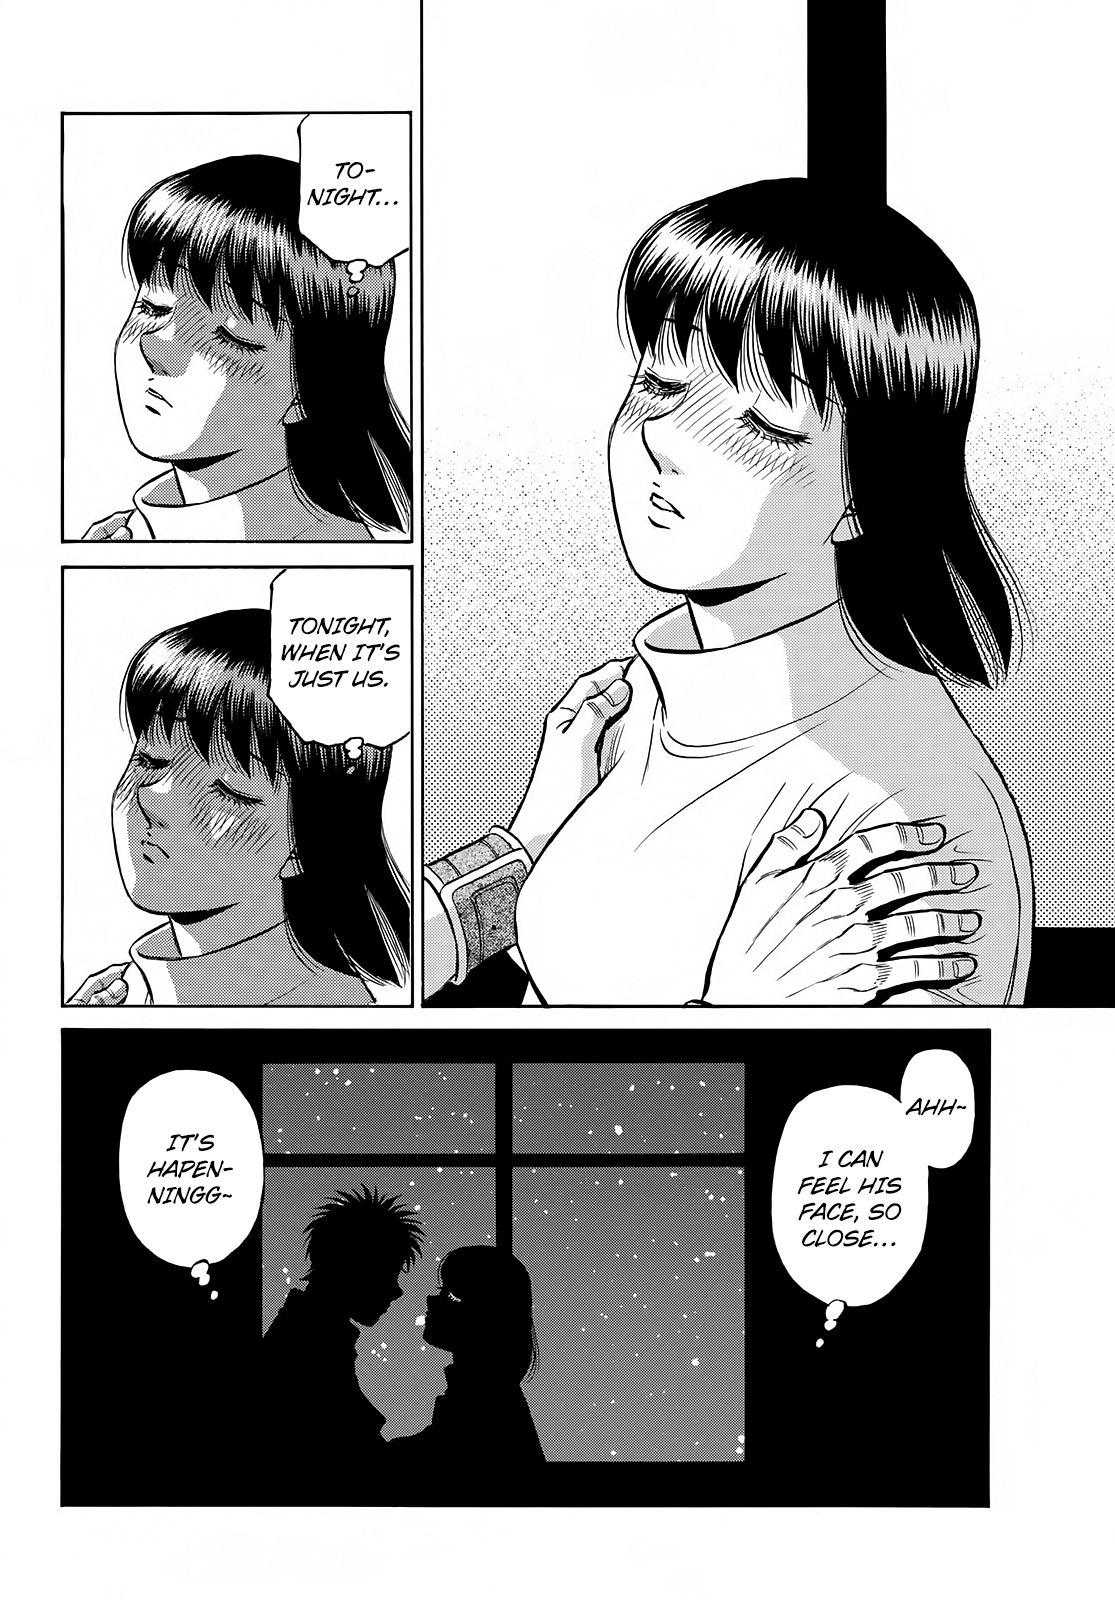 TO-
NIGHT...
TONIGHT,
WHEN IT'S
JUST US.
AHH~
I CAN
FEEL HIS
FACE, SO
CLOSE...
IT'S
HAPEN-
NINGG~